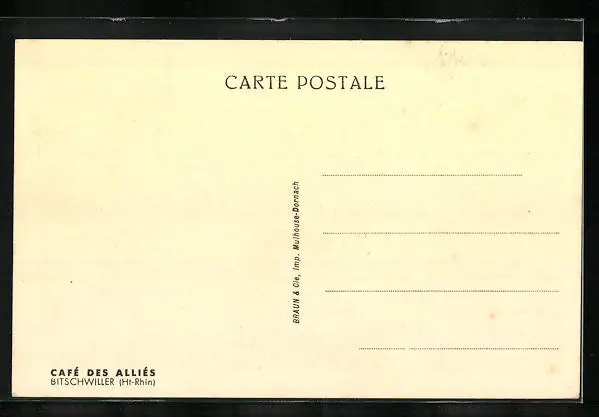 CARTE POSTALE
BRAUN & Cie, Imp. Mulhouse-Dornach
CAFÉ DES ALLIÉS
BITSCHWILLER (Ht-Rhin)